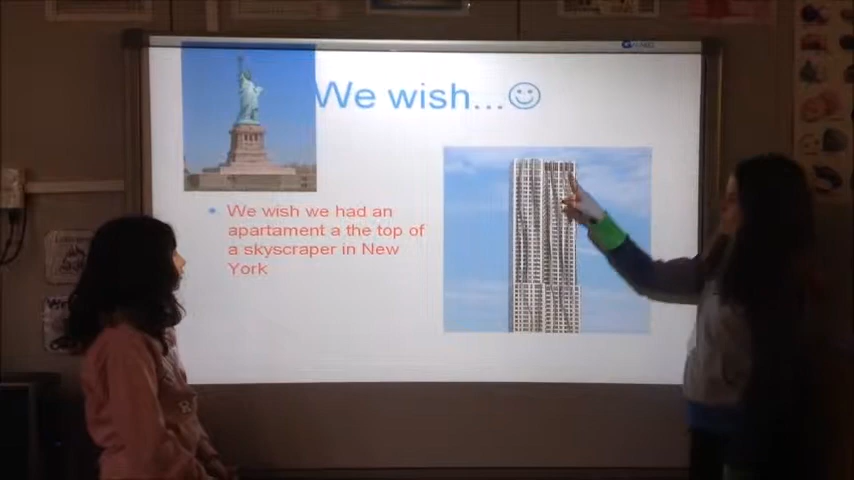 We wish...☺
We wish we had an
apartament a the top of
a skyscraper in New
York